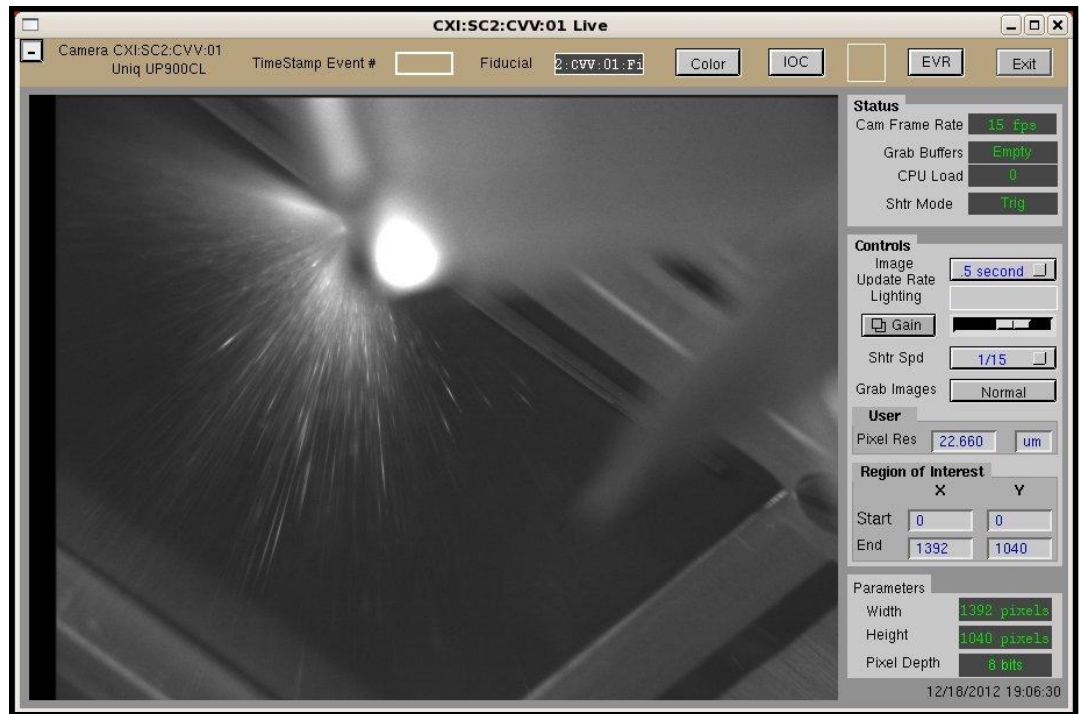 CXI:SC2:CVV:01 Live
Camera CXI:SC2:CVV:01
Uniq UP900CL
TimeStamp Event #
Fiducial
2:CVV:01:Fi
Color
IOC
EVR
Exit
Status
Cam Frame Rate 15 fps
Grab Buffers Empty
CPU Load 0
Shtr Mode Trig
Controls
Image
Update Rate
.5 second
Lighting
Gain
Shtr Spd 1/15
Grab Images Normal
User
Pixel Res 22.660 um
Region of Interest
X Y
Start 0 0
End 1392 1040
Parameters
Width 1392 pixels
Height 1040 pixels
Pixel Depth 8 bits
12/18/2012 19:06:30